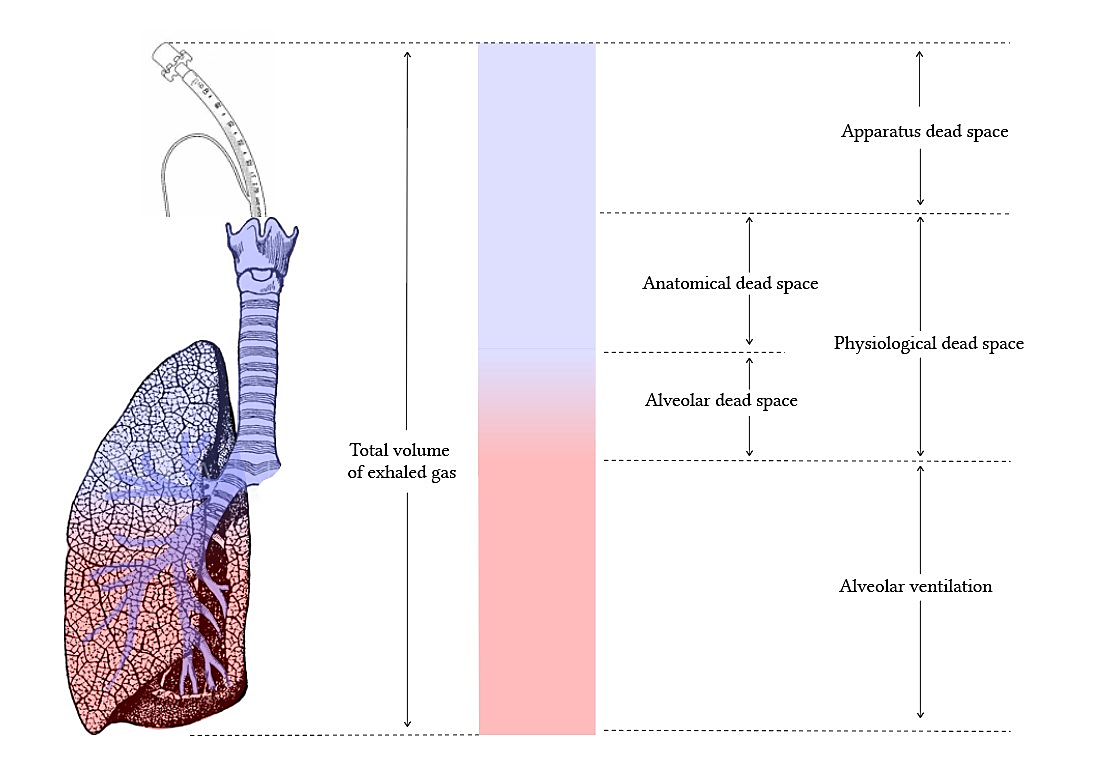 Apparatus dead space
Anatomical dead space
Physiological dead space
Alveolar dead space
Total volume
of exhaled gas
Alveolar ventilation